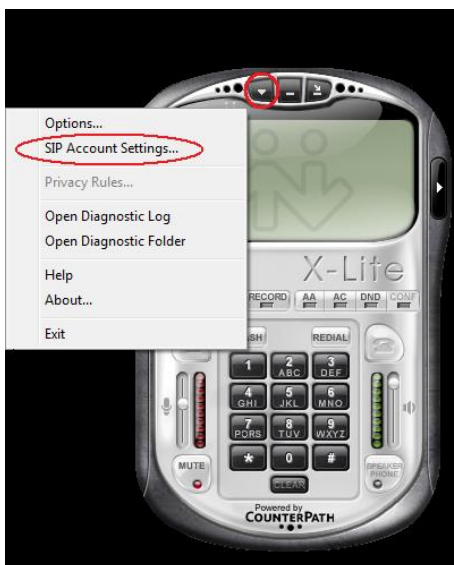 Options...
SIP Account Settings...
Privacy Rules...
Open Diagnostic Log
Open Diagnostic Folder
Help
About...
Exit
X-Lite
RECORD AA AC DND CONF
REDIAL
1 2 ABC 3 DEF
4 GHI 5 JKL 6 MNO
7 PQRS 8 TUV 9 WXYZ
* 0 #
MUTE
SPEAKER PHONE
CLEAR
Powered by
COUNTERPATH